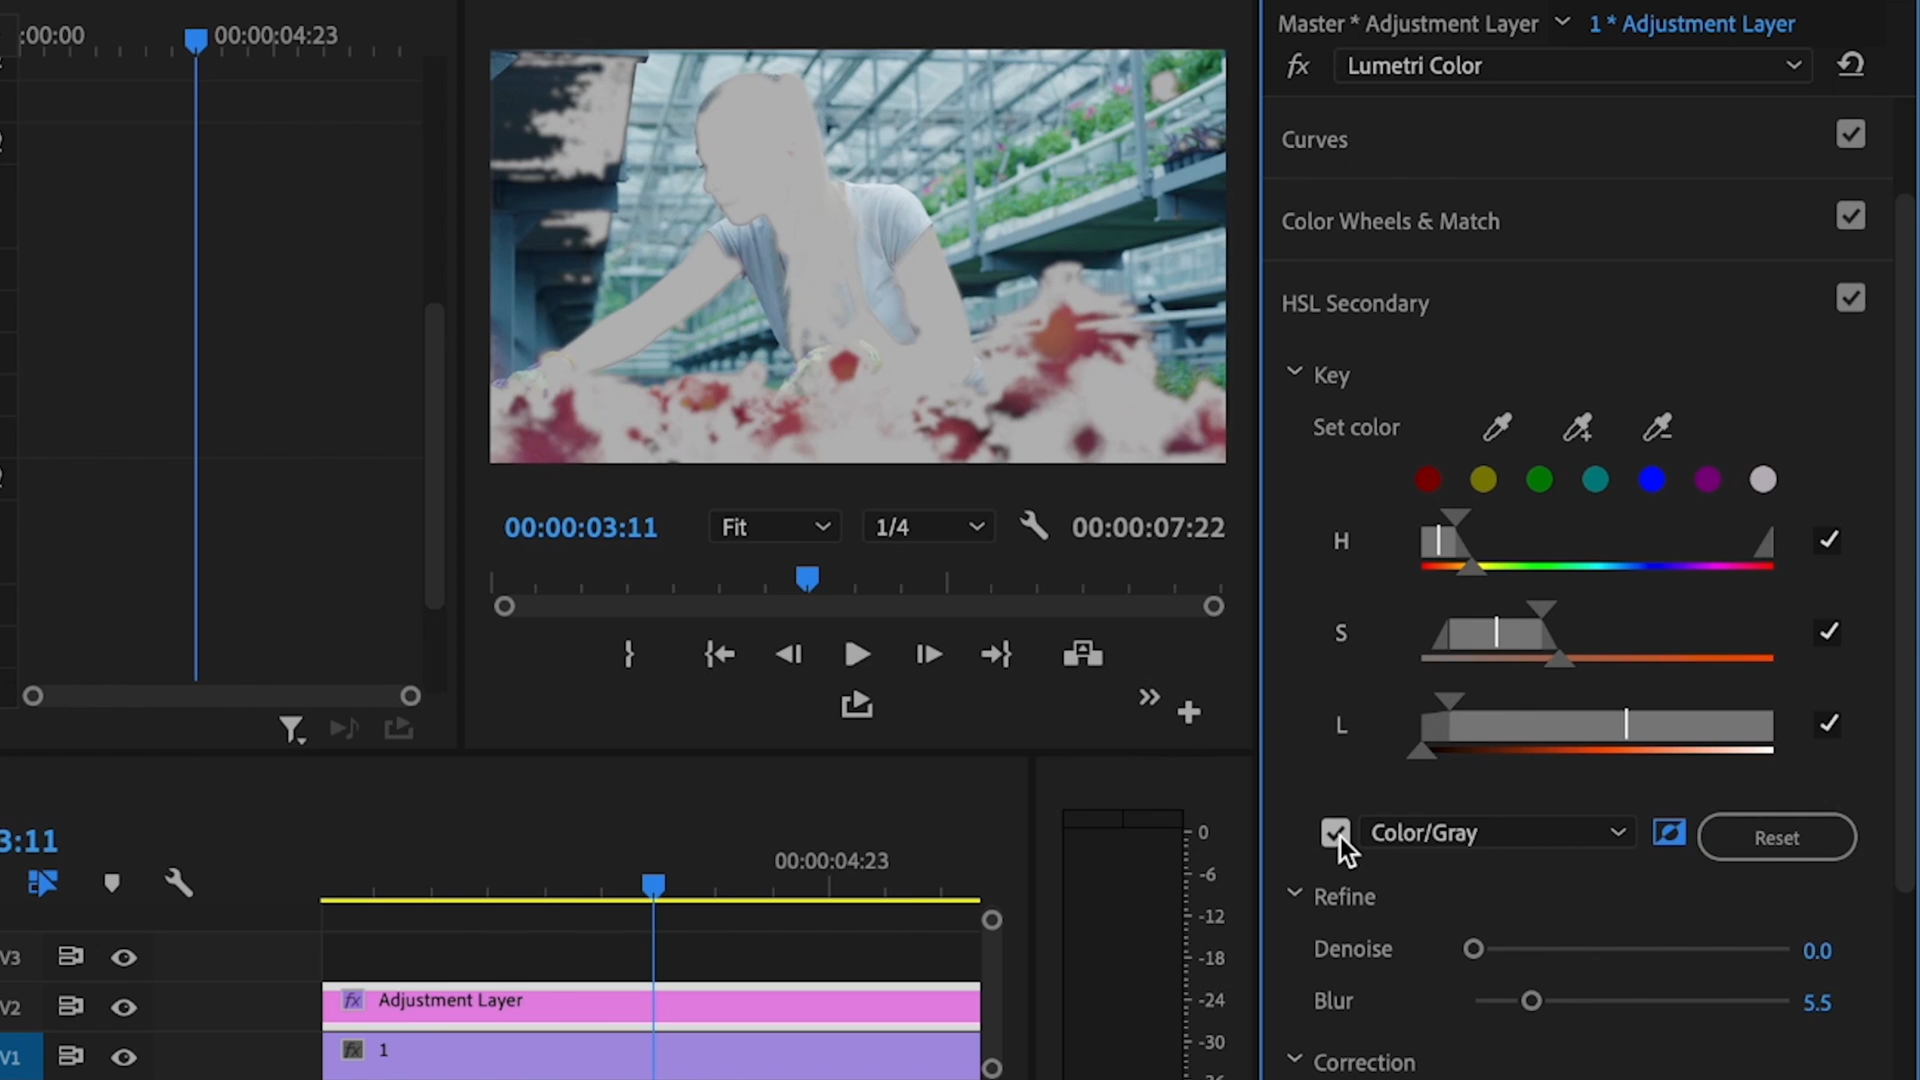 :00:00
00:00:04:23
Master * Adjustment Layer
1 * Adjustment Layer
fx
Lumetri Color
Curves
Color Wheels & Match
HSL Secondary
Key
Set color
H
S
L
Color/Gray
Reset
Refine
Denoise
0.0
Blur
5.5
Correction
00:00:03:11
Fit
1/4
00:00:07:22
3:11
00:00:04:23
V3
V2
fx
Adjustment Layer
V1
fx
1
0
-6
-12
-18
-24
-30